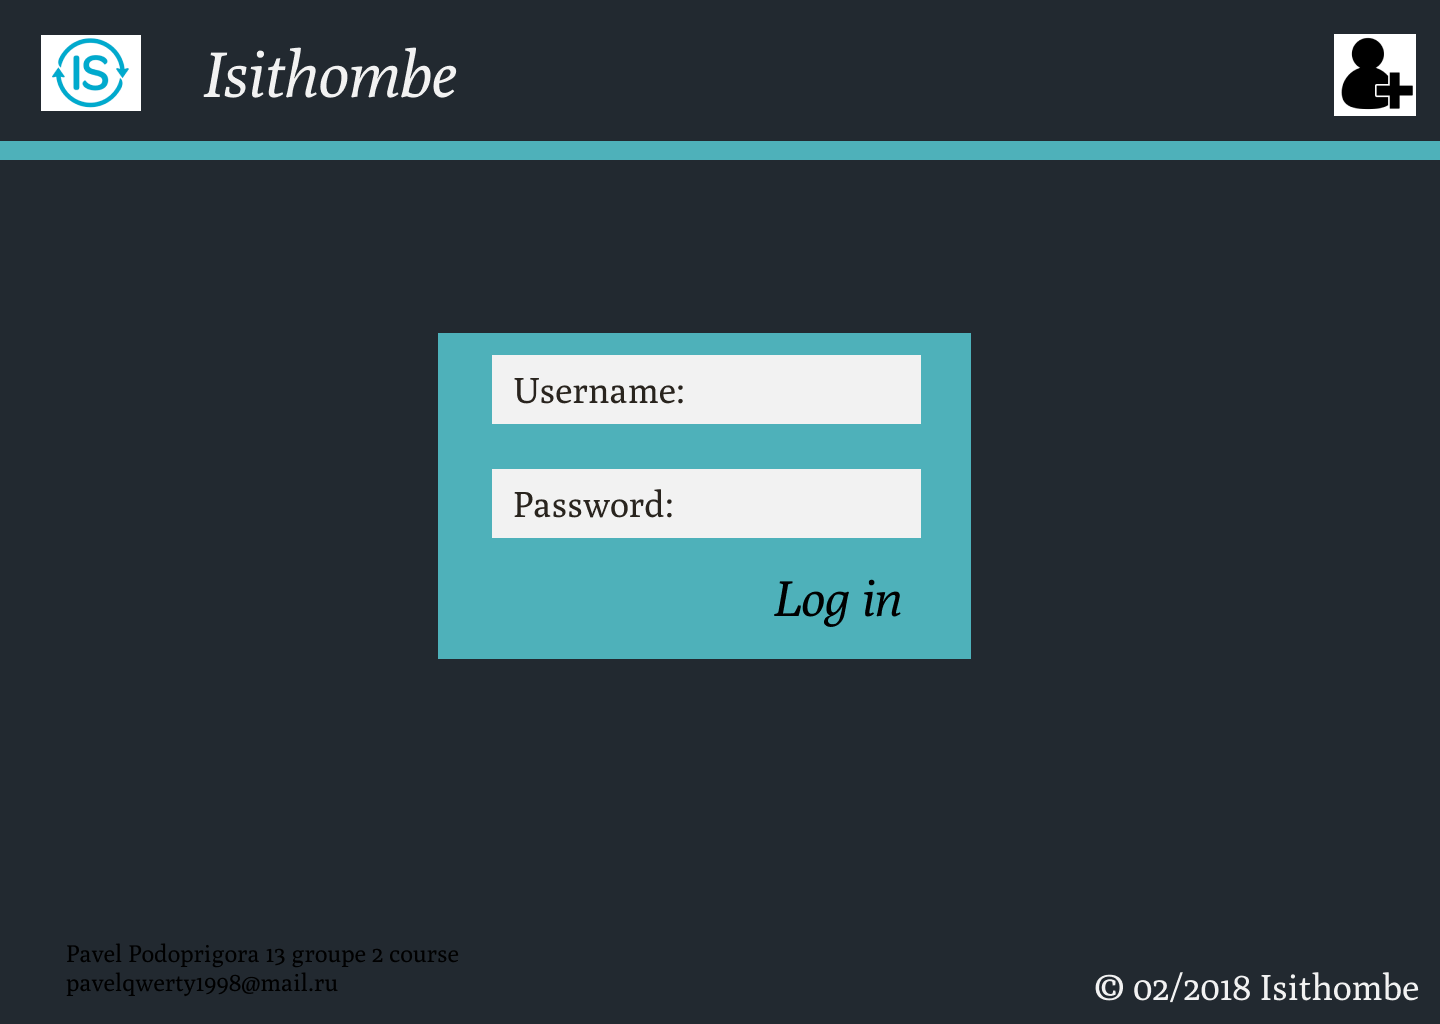 IS
Isithombe
Username:
Password:
Log in
Pavel Podoprigora 13 groupe 2 course
pavelqwerty1998@mail.ru
© 02/2018 Isithombe